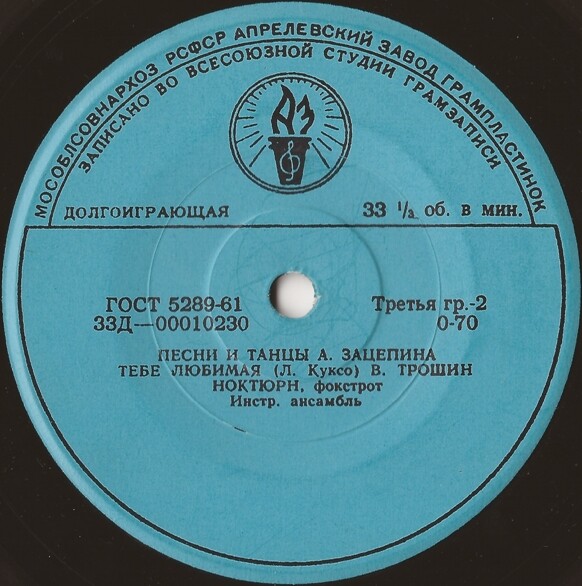 МОСОБЛСОВНАРХОЗ РСФСР АПРЕЛЕВСКИЙ ЗАВОД ГРАМПЛАСТИНОК
ЗАПИСАНО ВО ВСЕСОЮЗНОЙ СТУДИИ ГРАМЗАПИСИ
АЗ
ДОЛГОИГРАЮЩАЯ 33 1/3 об. в мин.
ГОСТ 5289-61 Третья гр.-2
33Д—00010230 0-70
ПЕСНИ И ТАНЦЫ А. ЗАЦЕПИНА
ТЕБЕ ЛЮБИМАЯ (Л. Куксо) В. ТРОШИН
НОКТЮРН, фокстрот
Инстр. ансамбль